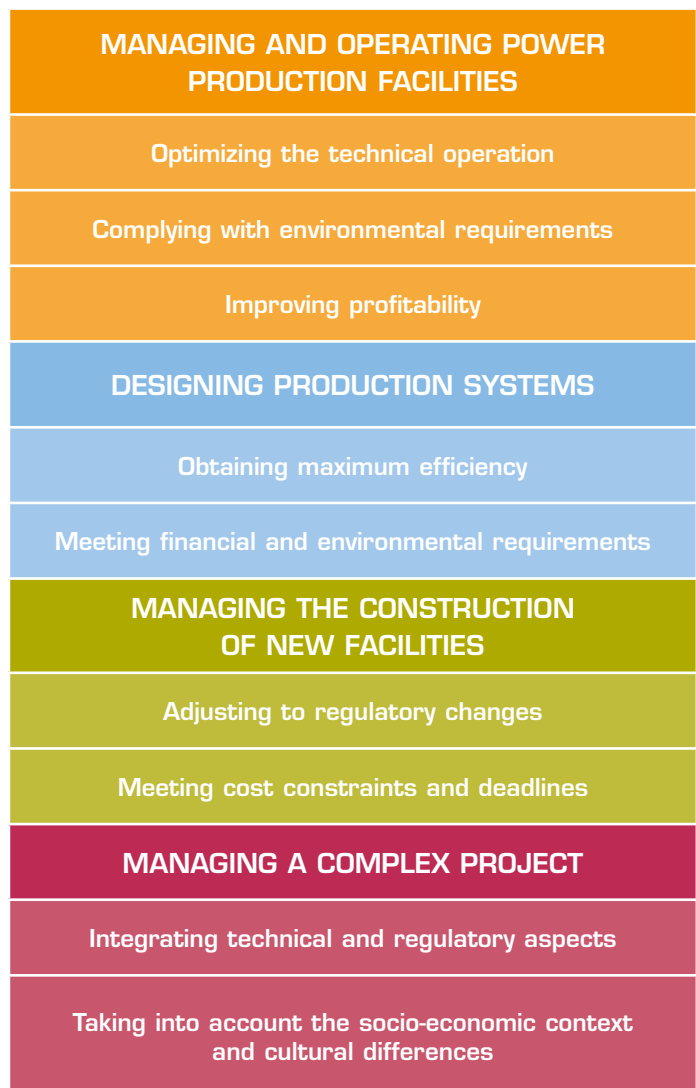 MANAGING AND OPERATING POWER
PRODUCTION FACILITIES
Optimizing the technical operation
Complying with environmental requirements
Improving profitability
DESIGNING PRODUCTION SYSTEMS
Obtaining maximum efficiency
Meeting financial and environmental requirements
MANAGING THE CONSTRUCTION
OF NEW FACILITIES
Adjusting to regulatory changes
Meeting cost constraints and deadlines
MANAGING A COMPLEX PROJECT
Integrating technical and regulatory aspects
Taking into account the socio-economic context
and cultural differences